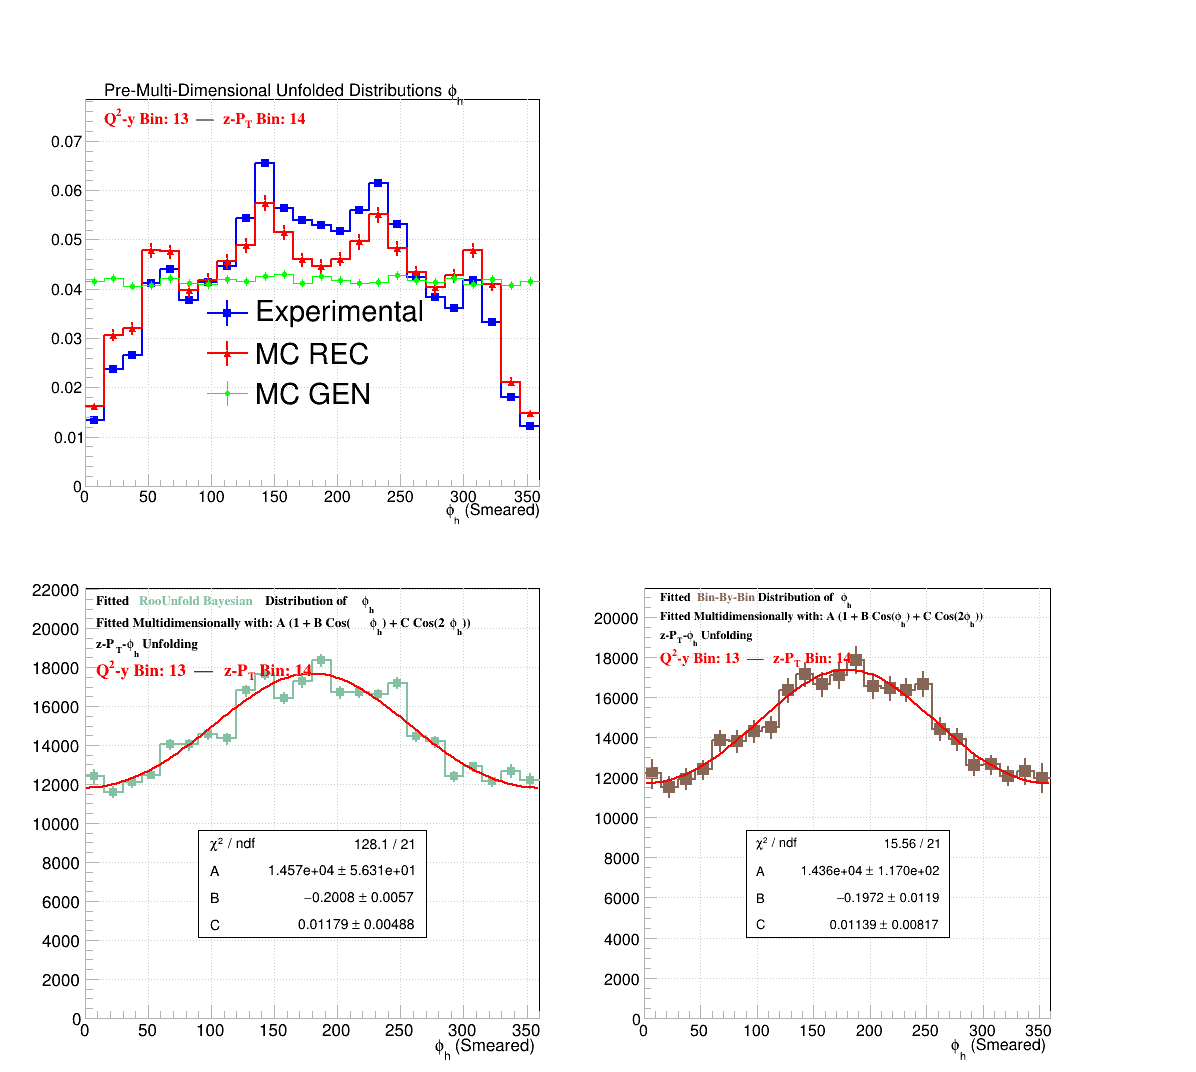 Pre-Multi-Dimensional Unfolded Distributions ϕh
Q2-y Bin: 13 — z-PT Bin: 14
0.07
0.06
0.05
0.04
0.03
0.02
0.01
0
Experimental
MC REC
MC GEN
0 50 100 150 200 250 300 350
ϕh (Smeared)
Fitted RooUnfold Bayesian Distribution of ϕh
Fitted Multidimensionally with: A (1 + B Cos(ϕh) + C Cos(2 ϕh))
z-PT-ϕh Unfolding
Q2-y Bin: 13 — z-PT Bin: 14
22000
20000
18000
16000
14000
12000
10000
8000
6000
4000
2000
0
χ2 / ndf 128.1 / 21
A 1.457e+04 ± 5.631e+01
B −0.2008 ± 0.0057
C 0.01179 ± 0.00488
0 50 100 150 200 250 300 350
ϕh (Smeared)
Fitted Bin-By-Bin Distribution of ϕh
Fitted Multidimensionally with: A (1 + B Cos(ϕh) + C Cos(2ϕh))
z-PT-ϕh Unfolding
Q2-y Bin: 13 — z-PT Bin: 14
20000
18000
16000
14000
12000
10000
8000
6000
4000
2000
0
χ2 / ndf 15.56 / 21
A 1.436e+04 ± 1.170e+02
B −0.1972 ± 0.0119
C 0.01139 ± 0.00817
0 50 100 150 200 250 300 350
ϕh (Smeared)